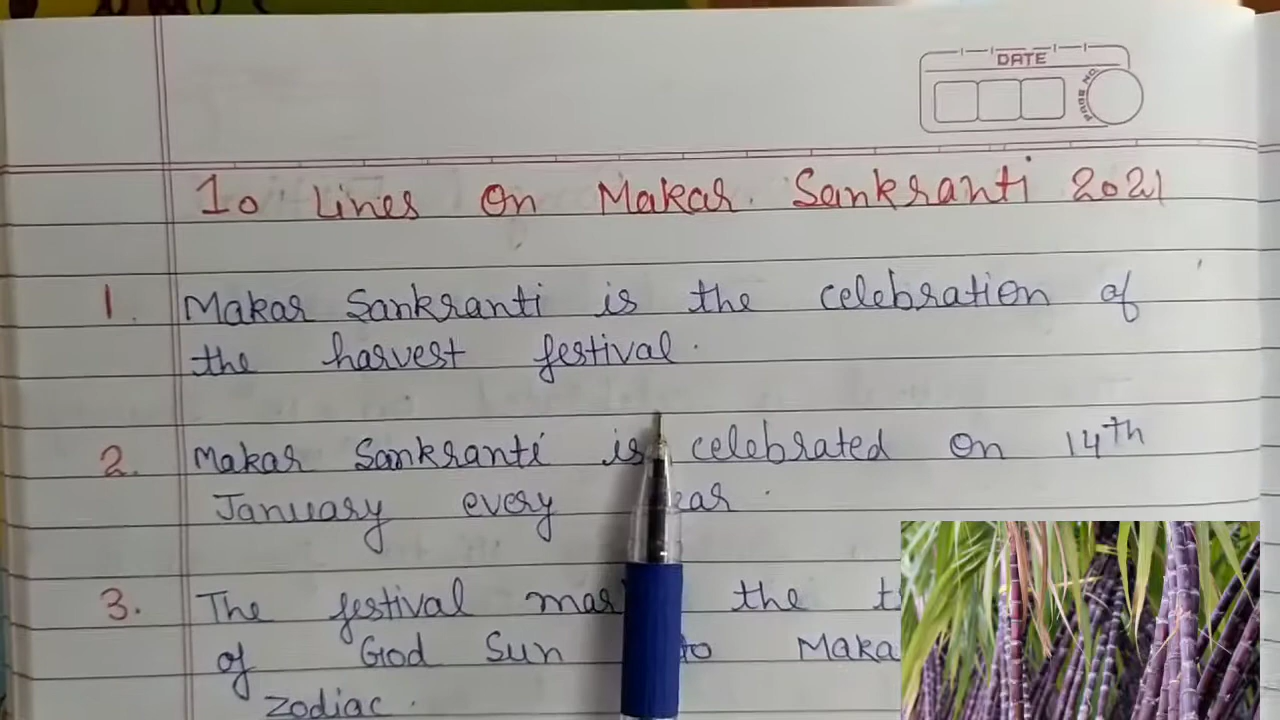 DATE
PAGE NO.
10 Lines On Makar Sankranti 2021
1. Makar Sankranti is the celebration of
the harvest festival.
2. Makar Sankranti is celebrated on 14th
January every
3. The festival the
of God Sun to
zodiac.